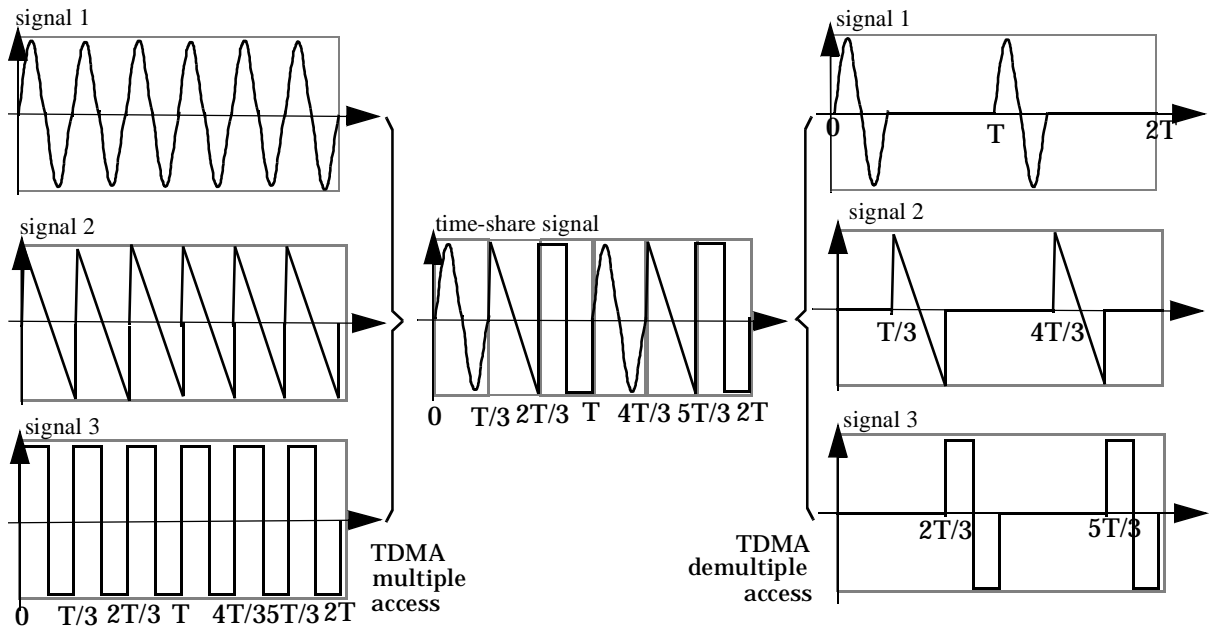 signal 1
signal 2
signal 3
0 T/3 2T/3 T 4T/35T/3 2T
TDMA
multiple
access
time-share signal
0 T/3 2T/3 T 4T/3 5T/3 2T
TDMA
demultiple
access
signal 1
0 T 2T
signal 2
T/3 4T/3
signal 3
2T/3 5T/3